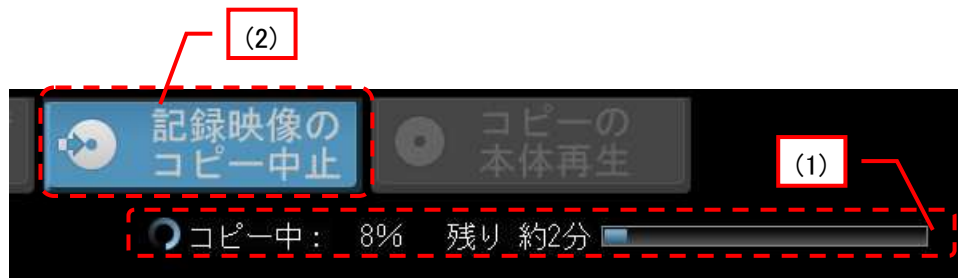 (2)
記録映像の
コピー中止
コピーの
本体再生
(1)
コピー中： 8% 残り 約2分